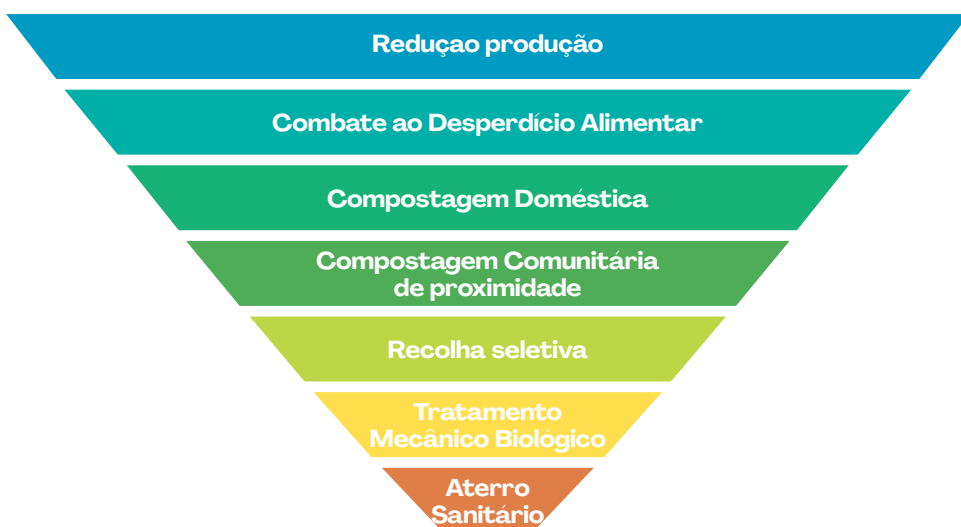 Reduçao produção
Combate ao Desperdício Alimentar
Compostagem Doméstica
Compostagem Comunitária
de proximidade
Recolha seletiva
Tratamento
Mecânico Biológico
Aterro
Sanitário